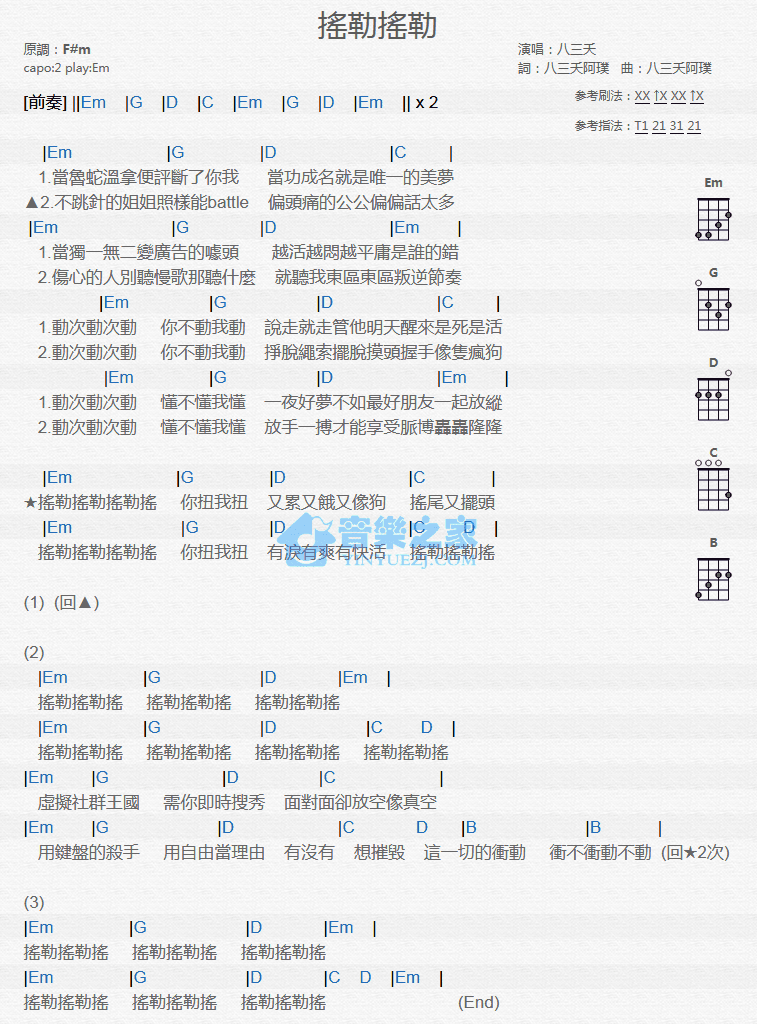 搖勒搖勒
原調：F#m
capo:2 play:Em
演唱：八三夭
詞：八三夭阿璞 曲：八三夭阿璞
[前奏] ||Em |G |D |C |Em |G |D |Em || x 2
参考刷法：XX ↑X XX ↑X
参考指法：T1 21 31 21
|Em |G |D |C |
1.當魯蛇溫拿便評斷了你我 當功成名就是唯一的美夢
▲2.不跳針的姐姐照樣能battle 偏頭痛的公公偏偏話太多
|Em |G |D |Em |
1.當獨一無二變廣告的噱頭 越活越悶越平庸是誰的錯
2.傷心的人別聽慢歌那聽什麼 就聽我東區東區叛逆節奏
|Em |G |D |C |
1.動次動次動 你不動我動 說走就走管他明天醒來是死是活
2.動次動次動 你不動我動 掙脫繩索擺脫摸頭握手像隻瘋狗
|Em |G |D |Em |
1.動次動次動 懂不懂我懂 一夜好夢不如最好朋友一起放縱
2.動次動次動 懂不懂我懂 放手一搏才能享受脈博轟轟隆隆
|Em |G |D |C |
★搖勒搖勒搖勒搖 你扭我扭 又累又餓又像狗 搖尾又擺頭
|Em |G |D |C D |
搖勒搖勒搖勒搖 你扭我扭 有淚有爽有快活 搖勒搖勒搖
音樂之家
YINYUEZJ.COM
(1) (回▲)
(2)
|Em |G |D |Em |
搖勒搖勒搖 搖勒搖勒搖 搖勒搖勒搖
|Em |G |D |C D |
搖勒搖勒搖 搖勒搖勒搖 搖勒搖勒搖 搖勒搖勒搖
|Em |G |D |C |
虛擬社群王國 需你即時搜秀 面對面卻放空像真空
|Em |G |D |C D |B |B |
用鍵盤的殺手 用自由當理由 有沒有 想摧毀 這一切的衝動 衝不衝動不動 (回★2次)
(3)
|Em |G |D |Em |
搖勒搖勒搖 搖勒搖勒搖 搖勒搖勒搖
|Em |G |D |C D |Em |
搖勒搖勒搖 搖勒搖勒搖 搖勒搖勒搖 (End)
Em
G
D
C
B